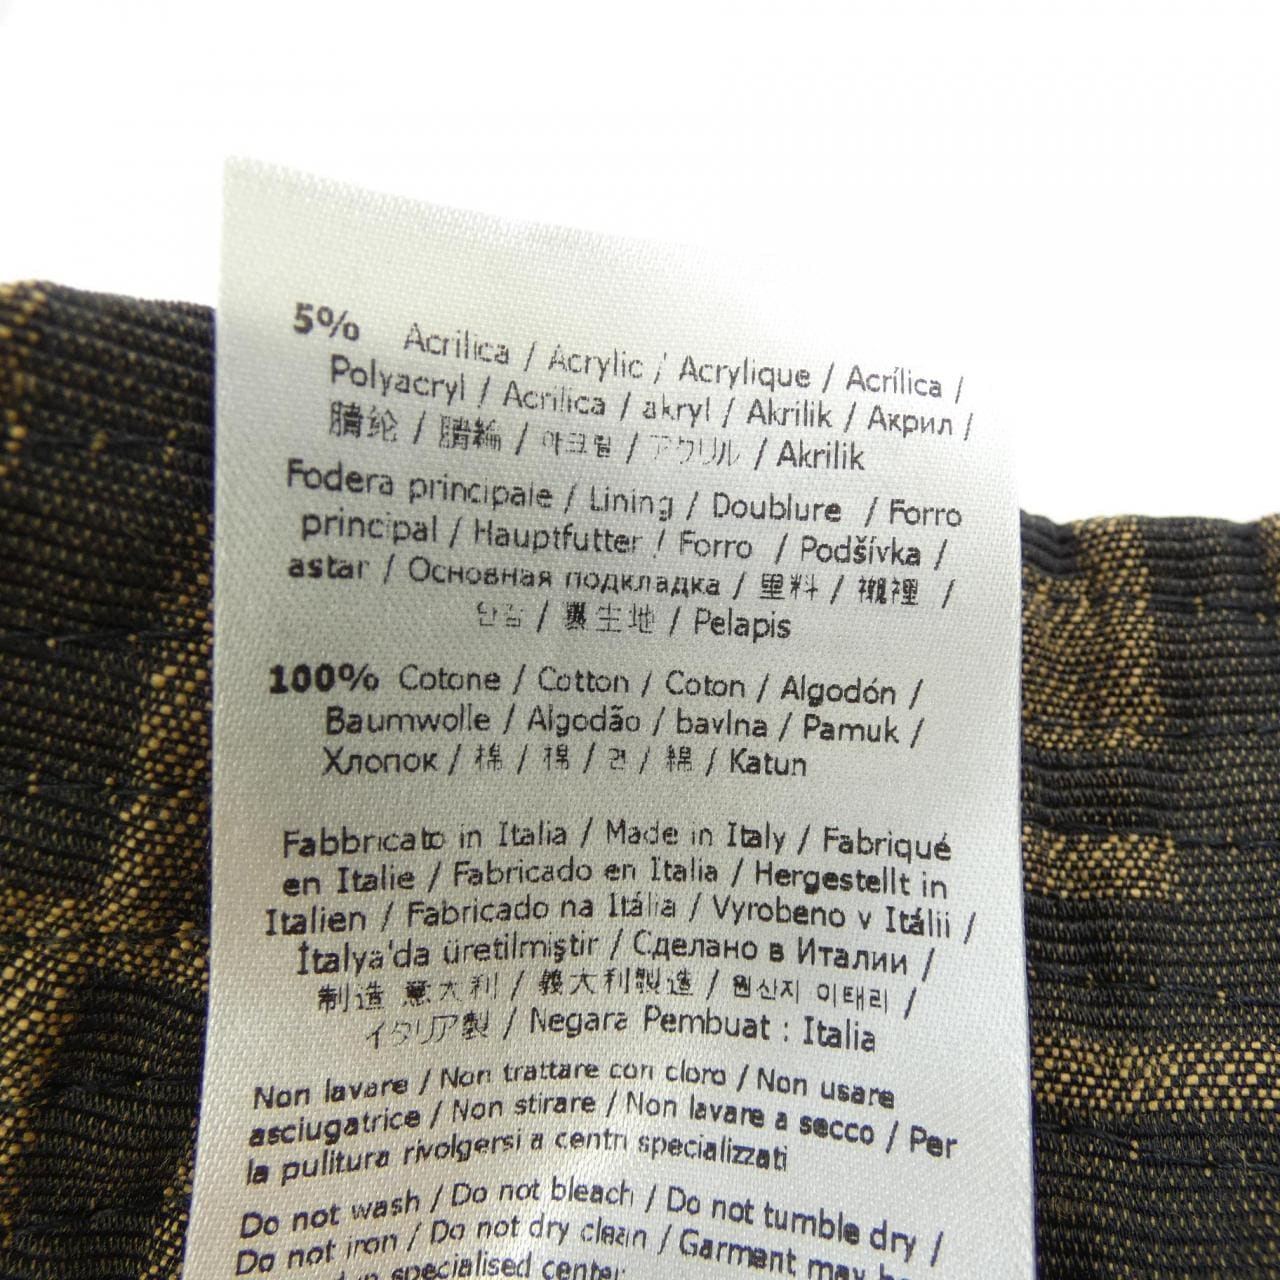 5% Acrilica / Acrylic / Acrylique / Acrílica /
Polyacryl / Acrilica / akryl / Akrilik / Акрил /
腈纶 / 腈綸 / 아크릴 / アクリル / Akrilik
Fodera principale / Lining / Doublure / Forro
principal / Hauptfutter / Forro / Podšívka /
astar / Основная подкладка / 里料 / 襯裡 /
안감 / 裏生地 / Pelapis
100% Cotone / Cotton / Coton / Algodón /
Baumwolle / Algodão / bavlna / Pamuk /
Хлопок / 棉 / 棉 / 면 / 綿 / Katun
Fabbricato in Italia / Made in Italy / Fabriqué
en Italie / Fabricado en Italia / Hergestellt in
Italien / Fabricado na Itália / Vyrobeno v Itálii /
İtalya'da üretilmiştir / Сделано в Италии /
制造 意大利 / 義大利製造 / 원산지 이태리 /
イタリア製 / Negara Pembuat : Italia
Non lavare / Non trattare con cloro / Non usare
asciugatrice / Non stirare / Non lavare a secco / Per
la pulitura rivolgersi a centri specializzati
Do not wash / Do not bleach / Do not tumble dry /
Do not iron / Do not dry clean / Garment may
in specialised center